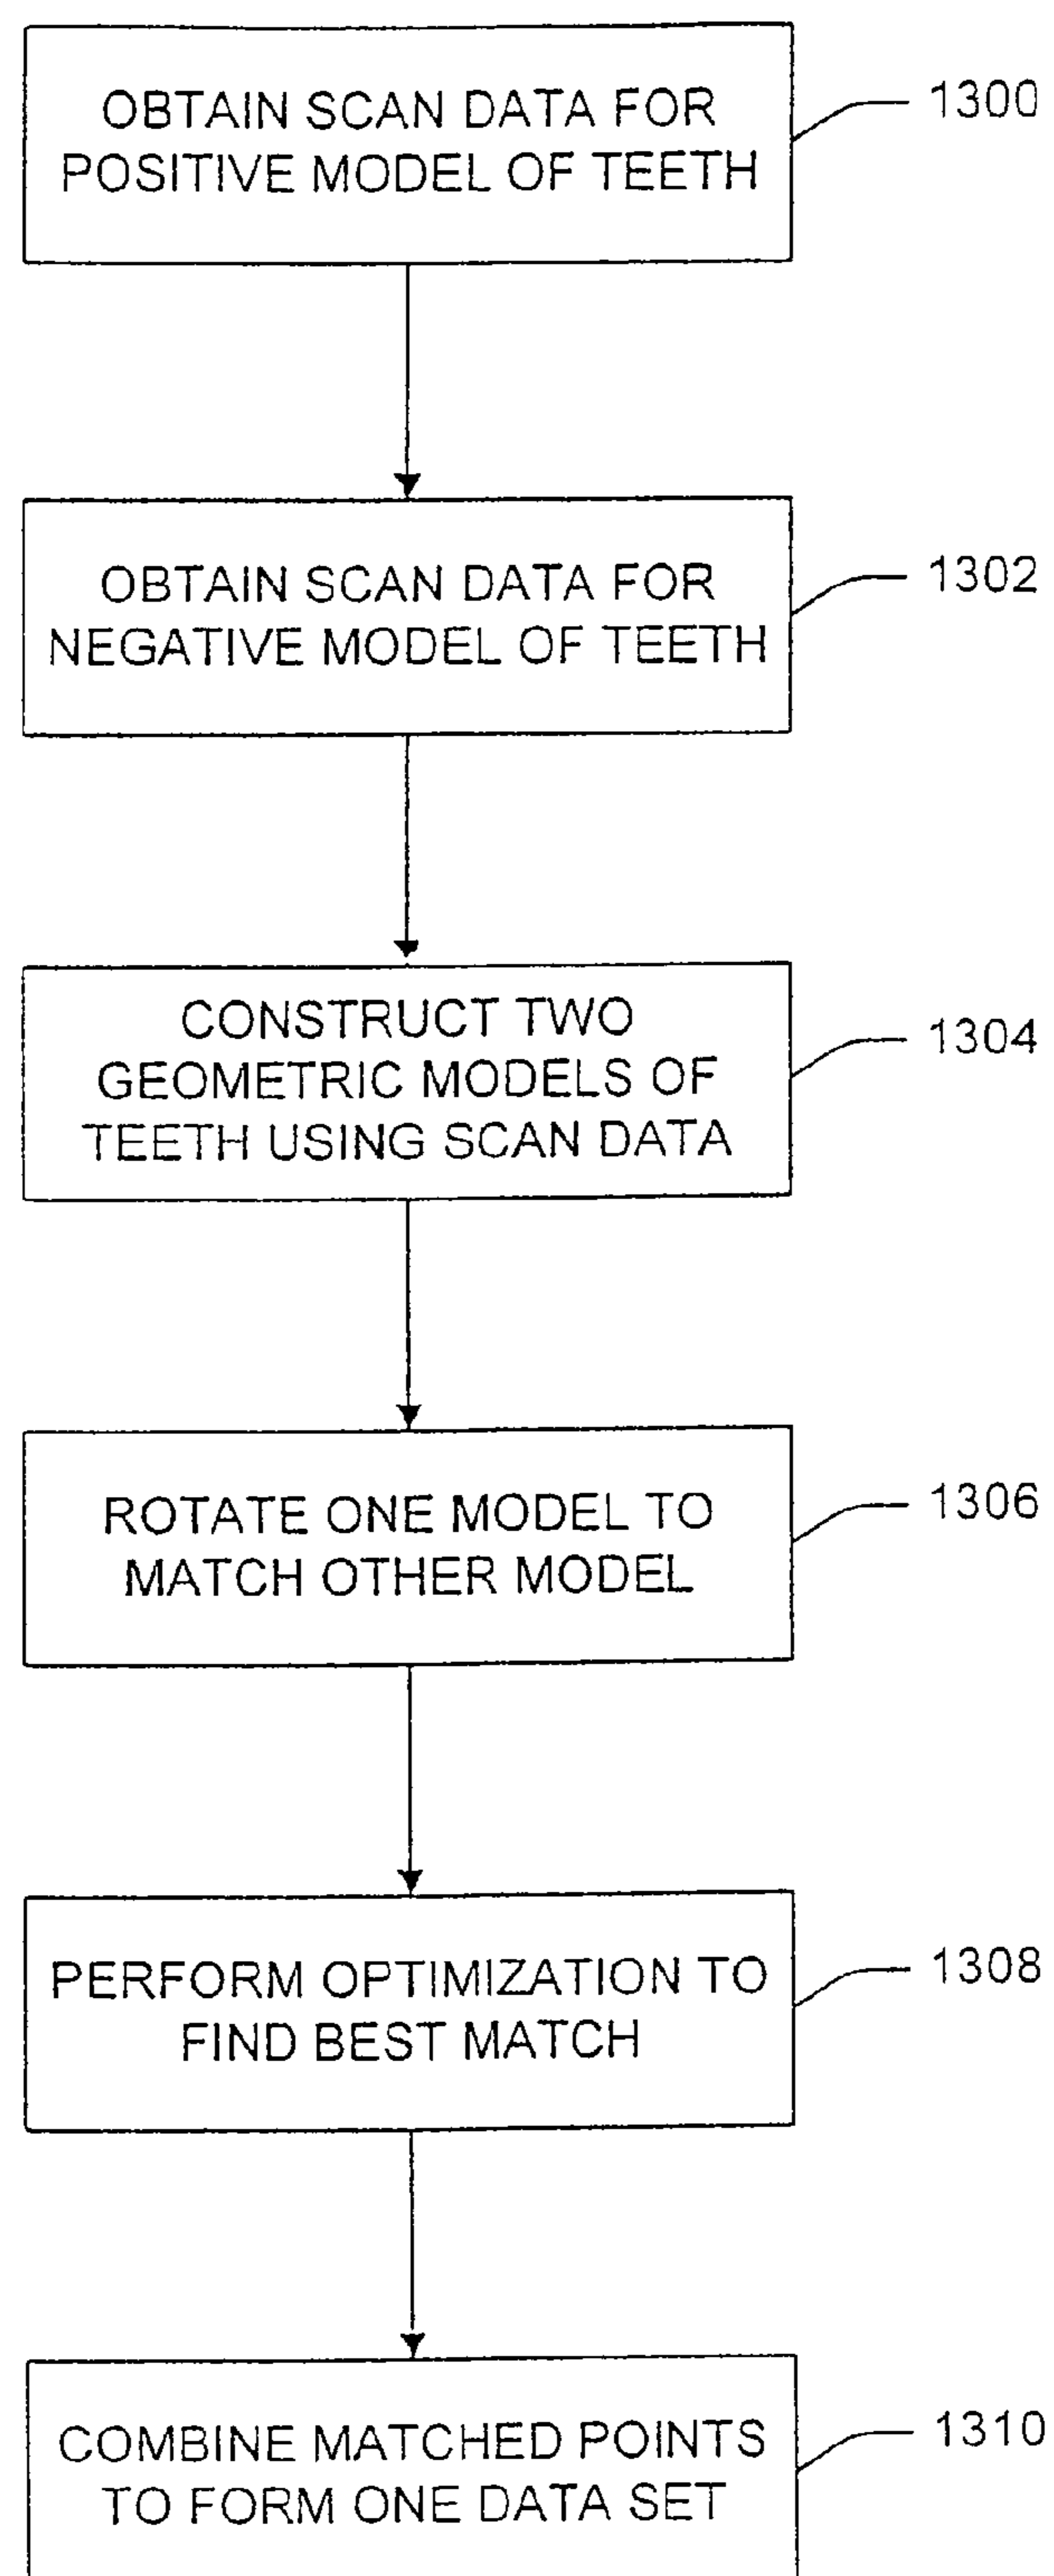 OBTAIN SCAN DATA FOR
POSITIVE MODEL OF TEETH
1300
OBTAIN SCAN DATA FOR
NEGATIVE MODEL OF TEETH
1302
CONSTRUCT TWO
GEOMETRIC MODELS OF
TEETH USING SCAN DATA
1304
ROTATE ONE MODEL TO
MATCH OTHER MODEL
1306
PERFORM OPTIMIZATION TO
FIND BEST MATCH
1308
COMBINE MATCHED POINTS
TO FORM ONE DATA SET
1310